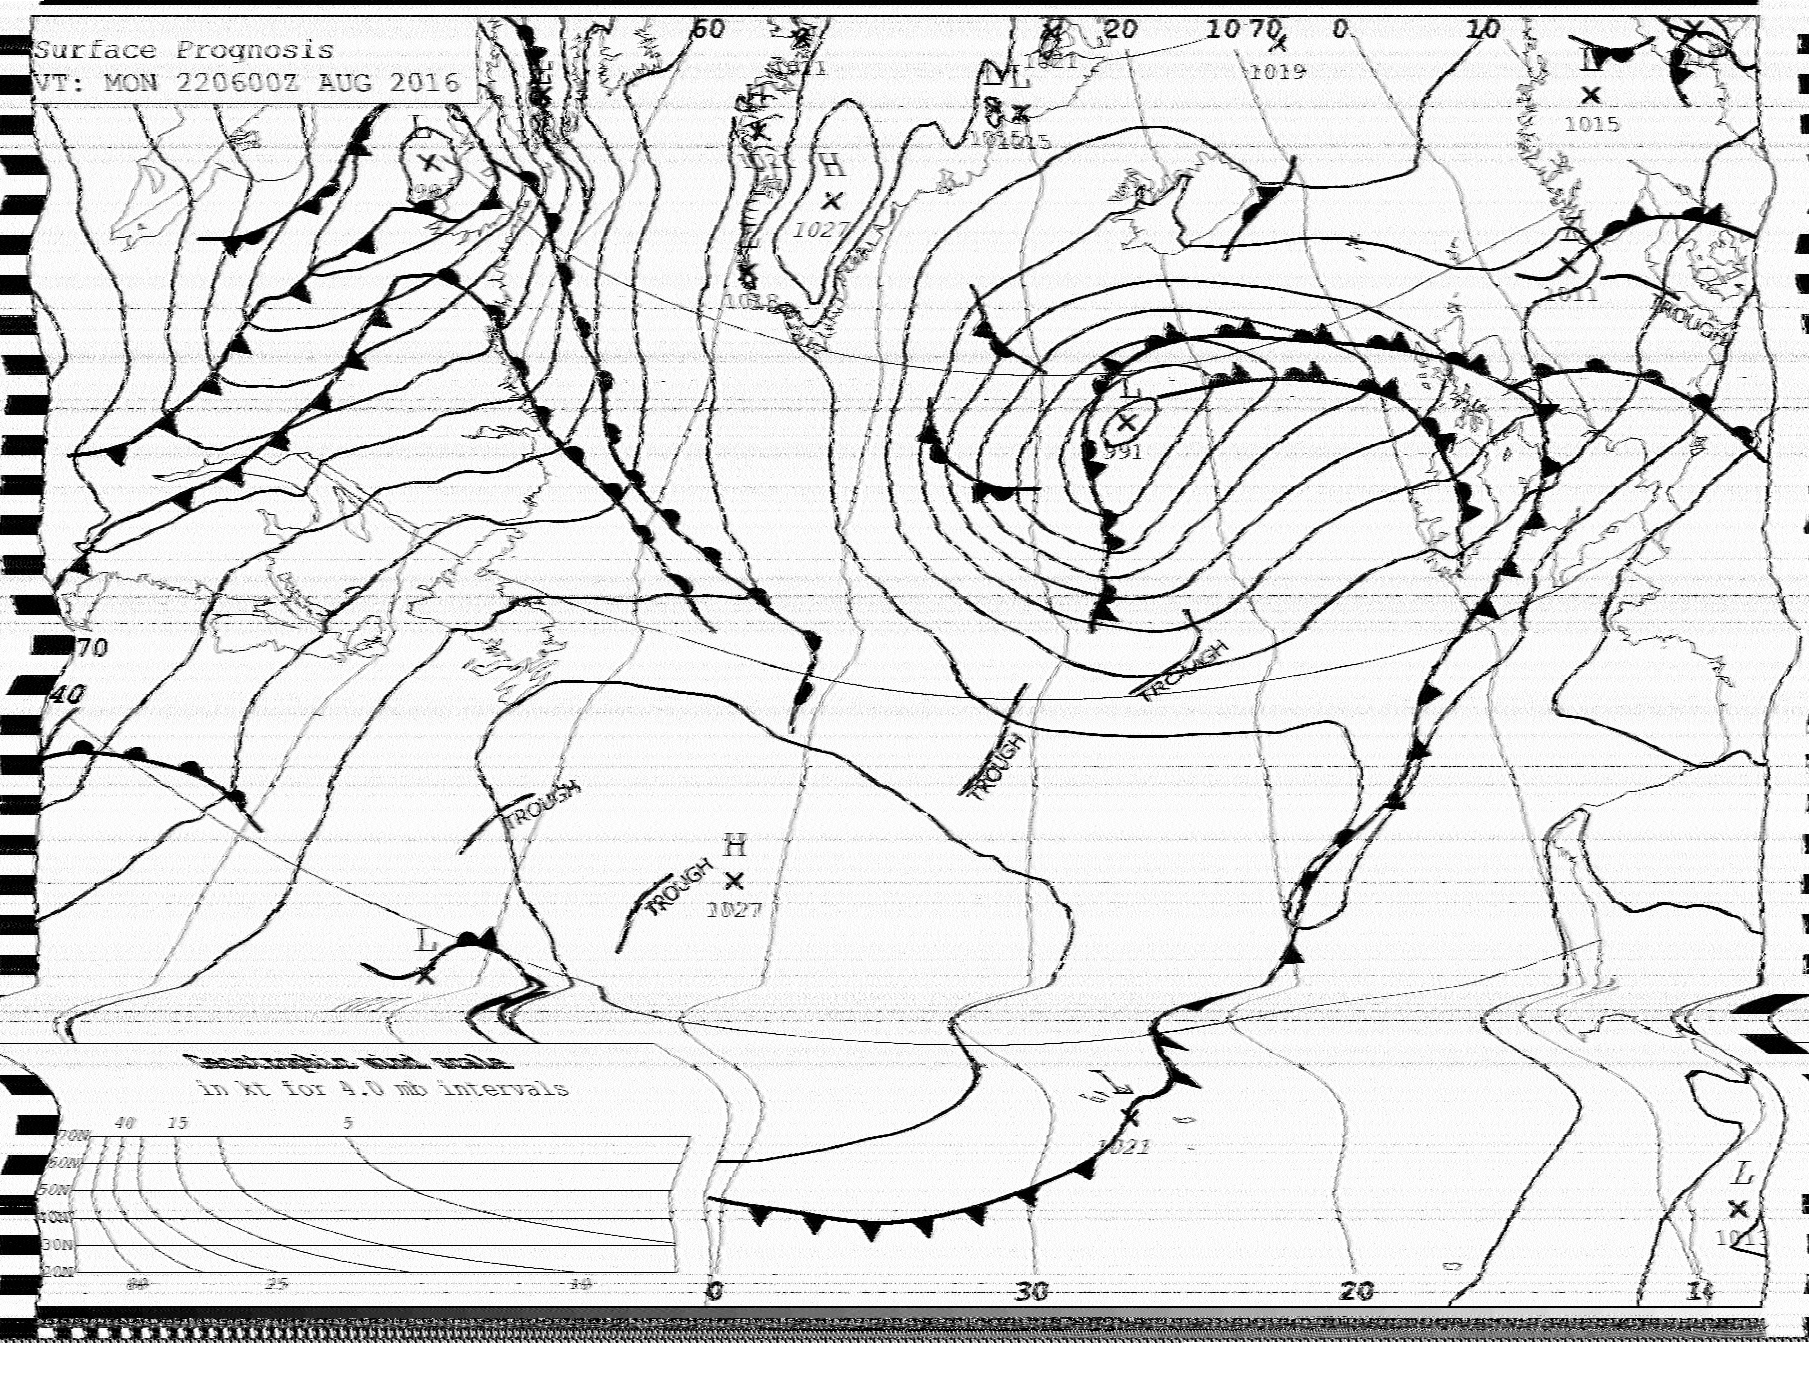 Surface Prognosis
VT: MON 220600Z AUG 2016
60
20
10
70
0
10
1021
1019
L
1015
L
L
L
1015
H
1027
1018
L
1011
TROUGH
L
991
70
40
TROUGH
TROUGH
TROUGH
H
1027
TROUGH
L
L
1021
L
1013
Geostrophic wind scale
in kt for 4.0 mb intervals
40 15 5
70N
60N
50N
40N
30N
20N
80 25 10
0
30
20